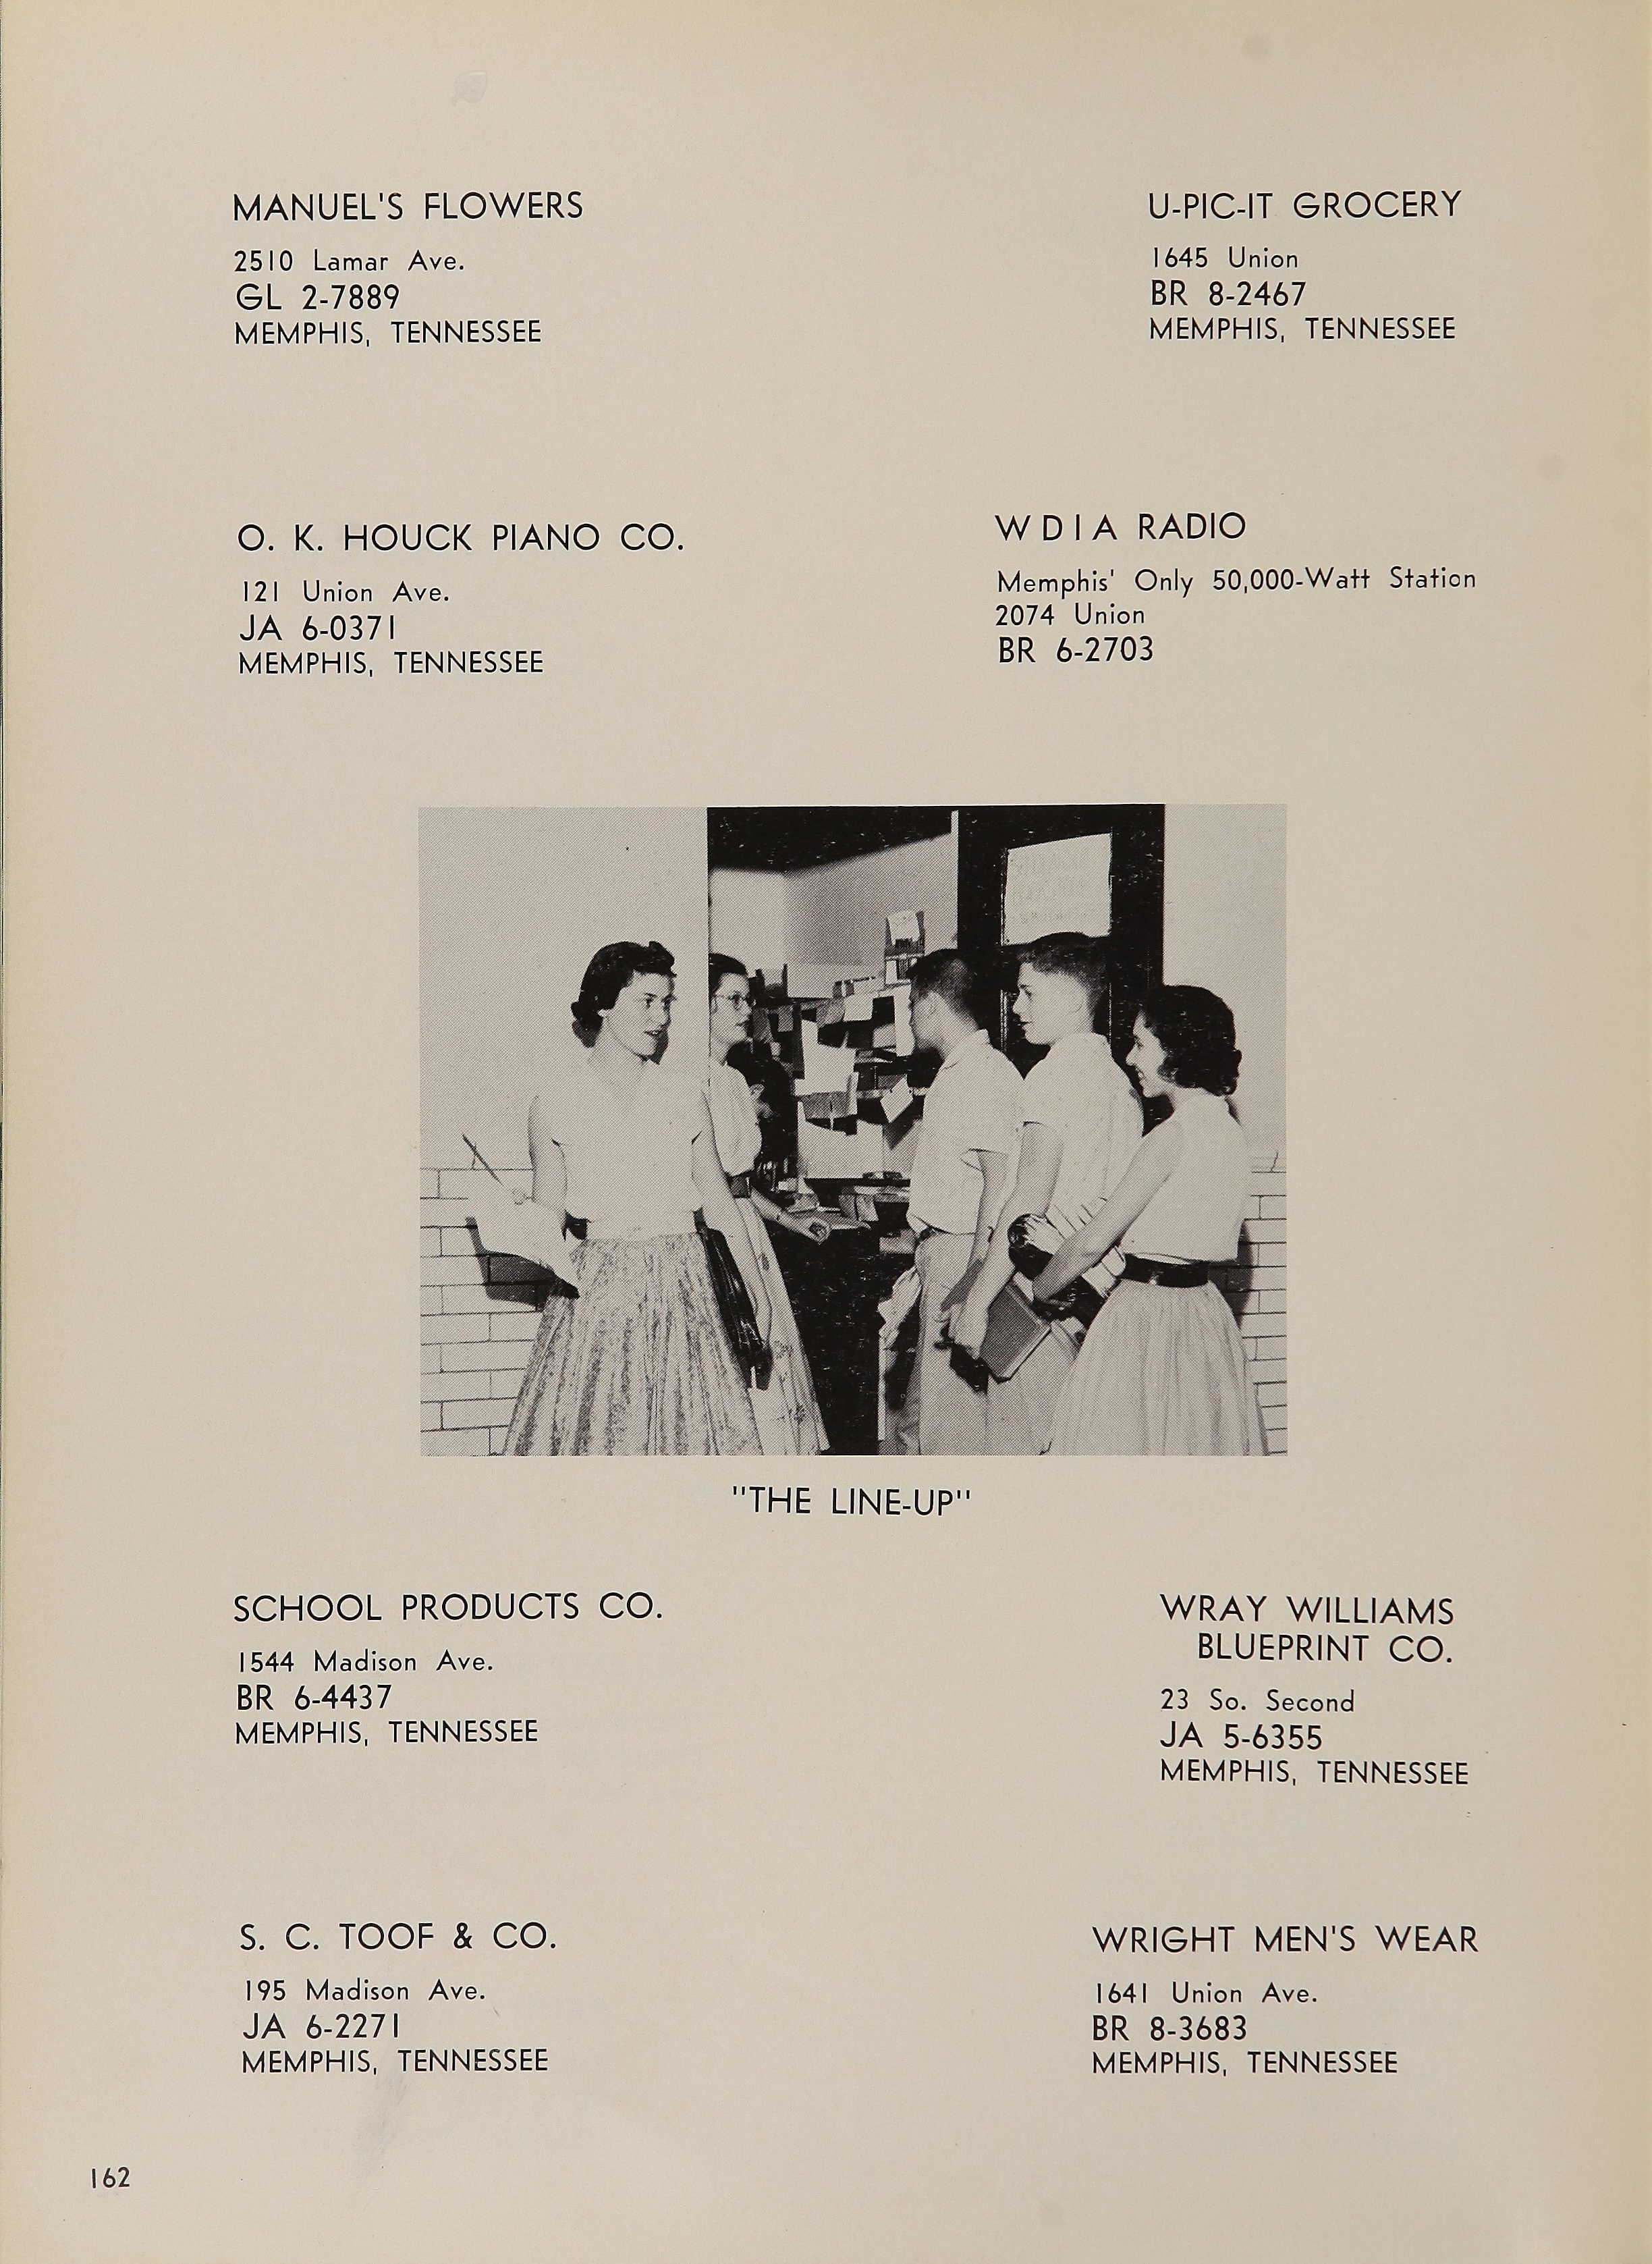 MANUEL'S FLOWERS
2510 Lamar Ave.
GL 2-7889
MEMPHIS, TENNESSEE
U-PIC-IT GROCERY
1645 Union
BR 8-2467
MEMPHIS, TENNESSEE
O. K. HOUCK PIANO CO.
121 Union Ave.
JA 6-0371
MEMPHIS, TENNESSEE
W D I A RADIO
Memphis' Only 50,000-Watt Station
2074 Union
BR 6-2703
"THE LINE-UP"
SCHOOL PRODUCTS CO.
1544 Madison Ave.
BR 6-4437
MEMPHIS, TENNESSEE
WRAY WILLIAMS
BLUEPRINT CO.
23 So. Second
JA 5-6355
MEMPHIS, TENNESSEE
S. C. TOOF & CO.
195 Madison Ave.
JA 6-2271
MEMPHIS, TENNESSEE
WRIGHT MEN'S WEAR
1641 Union Ave.
BR 8-3683
MEMPHIS, TENNESSEE
162